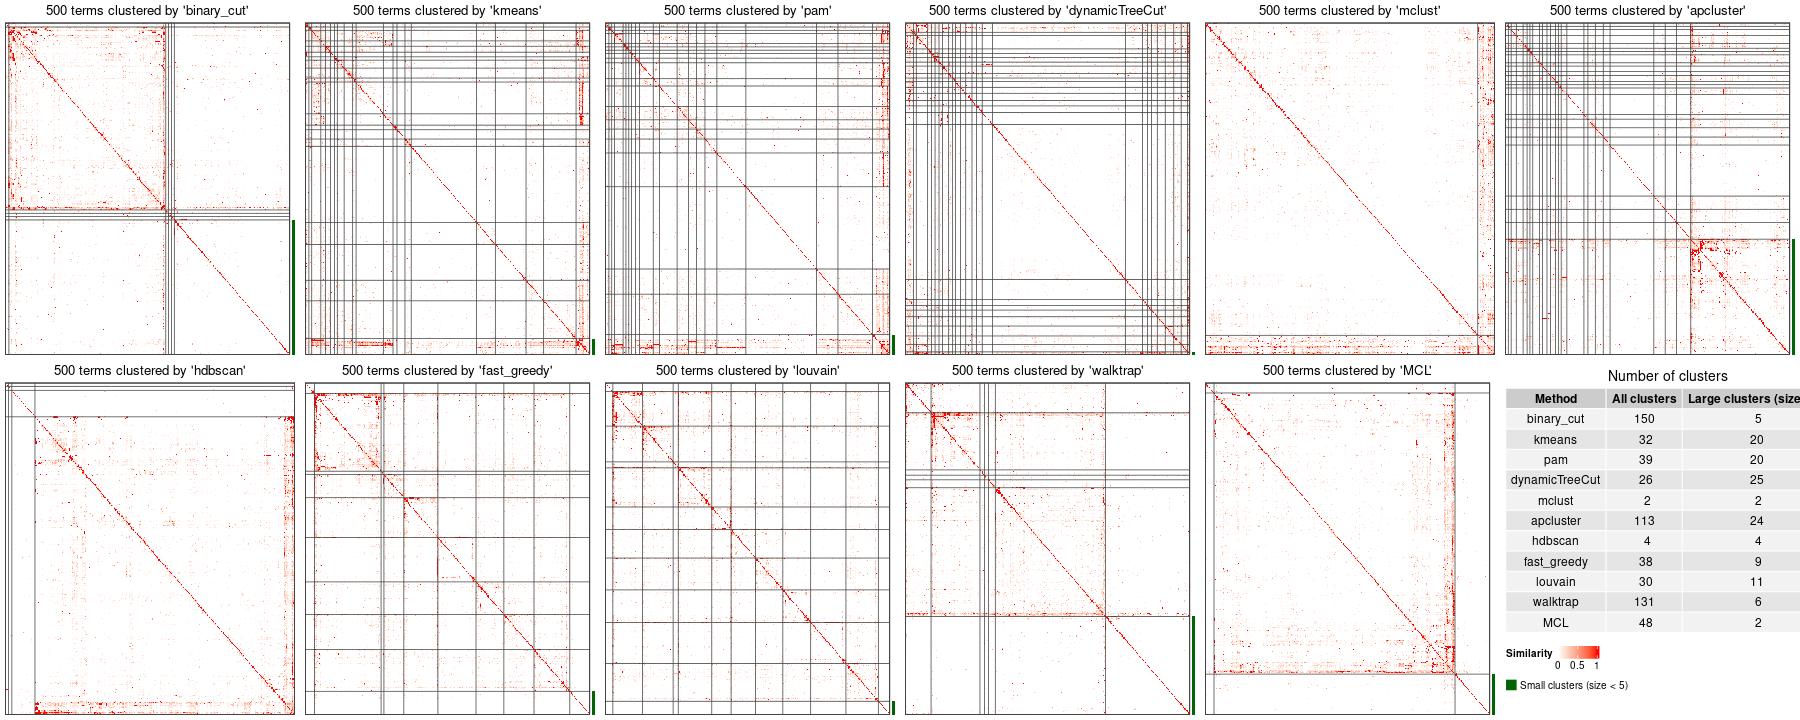 500 terms clustered by 'binary_cut'
500 terms clustered by 'kmeans'
500 terms clustered by 'pam'
500 terms clustered by 'dynamicTreeCut'
500 terms clustered by 'mclust'
500 terms clustered by 'apcluster'
500 terms clustered by 'hdbscan'
500 terms clustered by 'fast_greedy'
500 terms clustered by 'louvain'
500 terms clustered by 'walktrap'
500 terms clustered by 'MCL'
Number of clusters
Method All clusters Large clusters (size
binary_cut 150 5
kmeans 32 20
pam 39 20
dynamicTreeCut 26 25
mclust 2 2
apcluster 113 24
hdbscan 4 4
fast_greedy 38 9
louvain 30 11
walktrap 131 6
MCL 48 2
Similarity
0 0.5 1
Small clusters (size < 5)